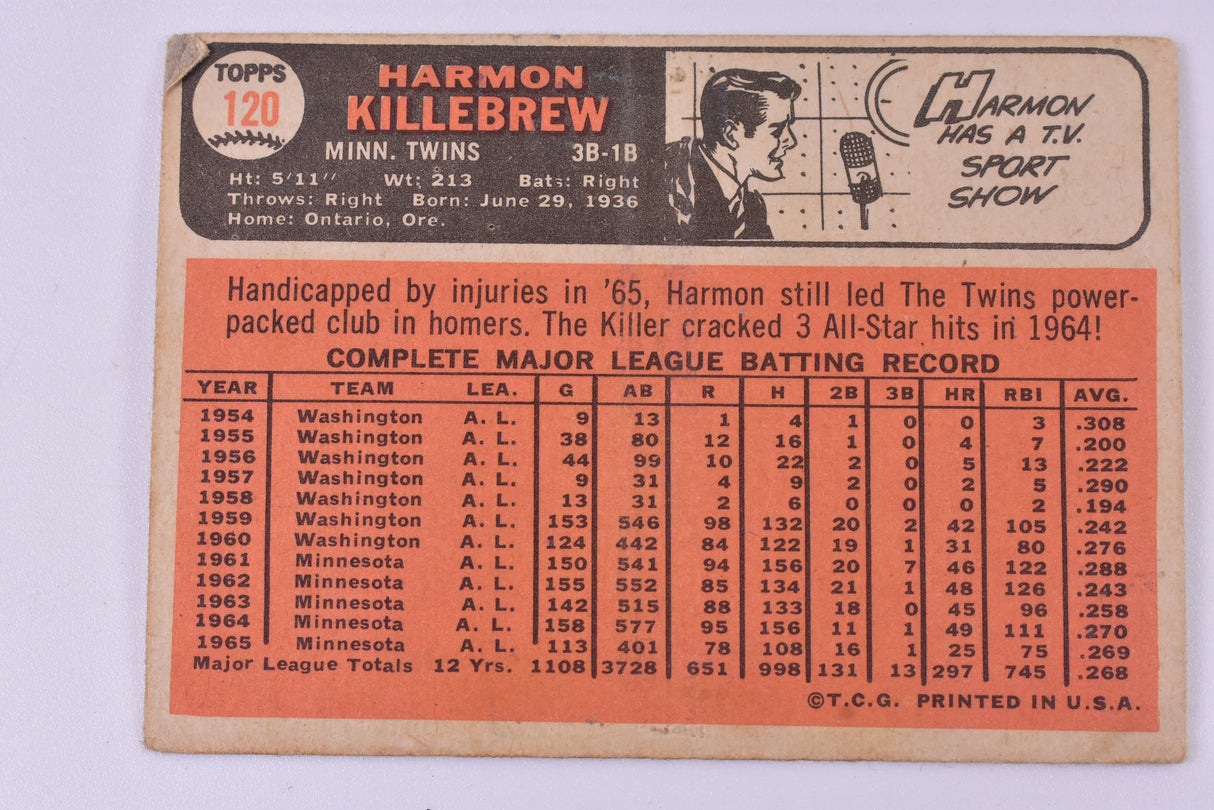 TOPPS
120
HARMON
KILLEBREW
MINN. TWINS 3B-1B
Ht: 5'11" Wt: 213 Bats: Right
Throws: Right Born: June 29, 1936
Home: Ontario, Ore.
HARMON
HAS A T.V.
SPORT
SHOW
Handicapped by injuries in '65, Harmon still led The Twins power-
packed club in homers. The Killer cracked 3 All-Star hits in 1964!
COMPLETE MAJOR LEAGUE BATTING RECORD
YEAR TEAM LEA. G AB R H 2B 3B HR RBI AVG.
1954 Washington A. L. 9 13 1 4 1 0 0 3 .308
1955 Washington A. L. 38 80 12 16 1 0 4 7 .200
1956 Washington A. L. 44 99 10 22 2 0 5 13 .222
1957 Washington A. L. 9 31 4 9 2 0 2 5 .290
1958 Washington A. L. 13 31 2 6 0 0 0 2 .194
1959 Washington A. L. 153 546 98 132 20 2 42 105 .242
1960 Washington A. L. 124 442 84 122 19 1 31 80 .276
1961 Minnesota A. L. 150 541 94 156 20 7 46 122 .288
1962 Minnesota A. L. 155 552 85 134 21 1 48 126 .243
1963 Minnesota A. L. 142 515 88 133 18 0 45 96 .258
1964 Minnesota A. L. 158 577 95 156 11 1 49 111 .270
1965 Minnesota A. L. 113 401 78 108 16 1 25 75 .269
Major League Totals 12 Yrs. 1108 3728 651 998 131 13 297 745 .268
©T.C.G. PRINTED IN U.S.A.